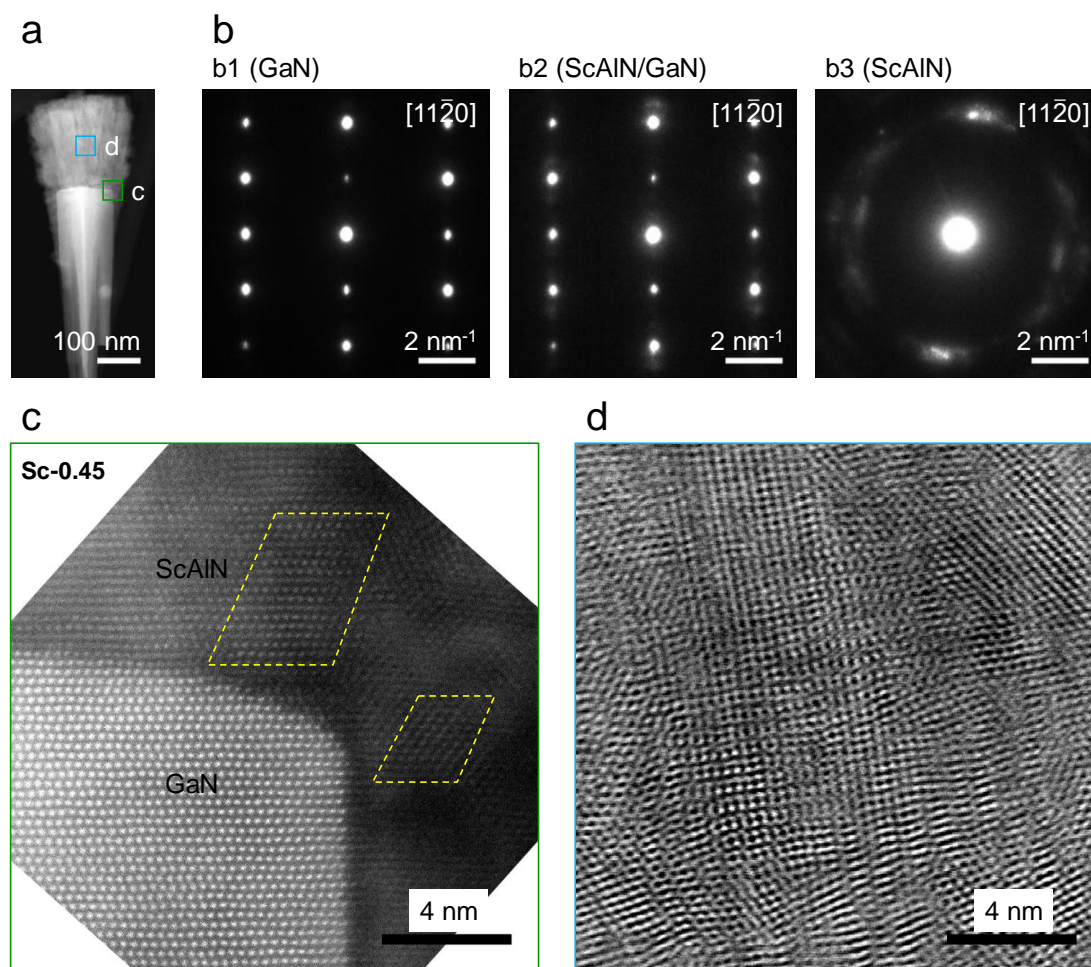 a
b
b1 (GaN)
b2 (ScAlN/GaN)
b3 (ScAlN)
d
c
100 nm
[112̅0]
2 nm⁻¹
[112̅0]
2 nm⁻¹
[112̅0]
2 nm⁻¹
c
d
Sc-0.45
ScAlN
GaN
4 nm
4 nm